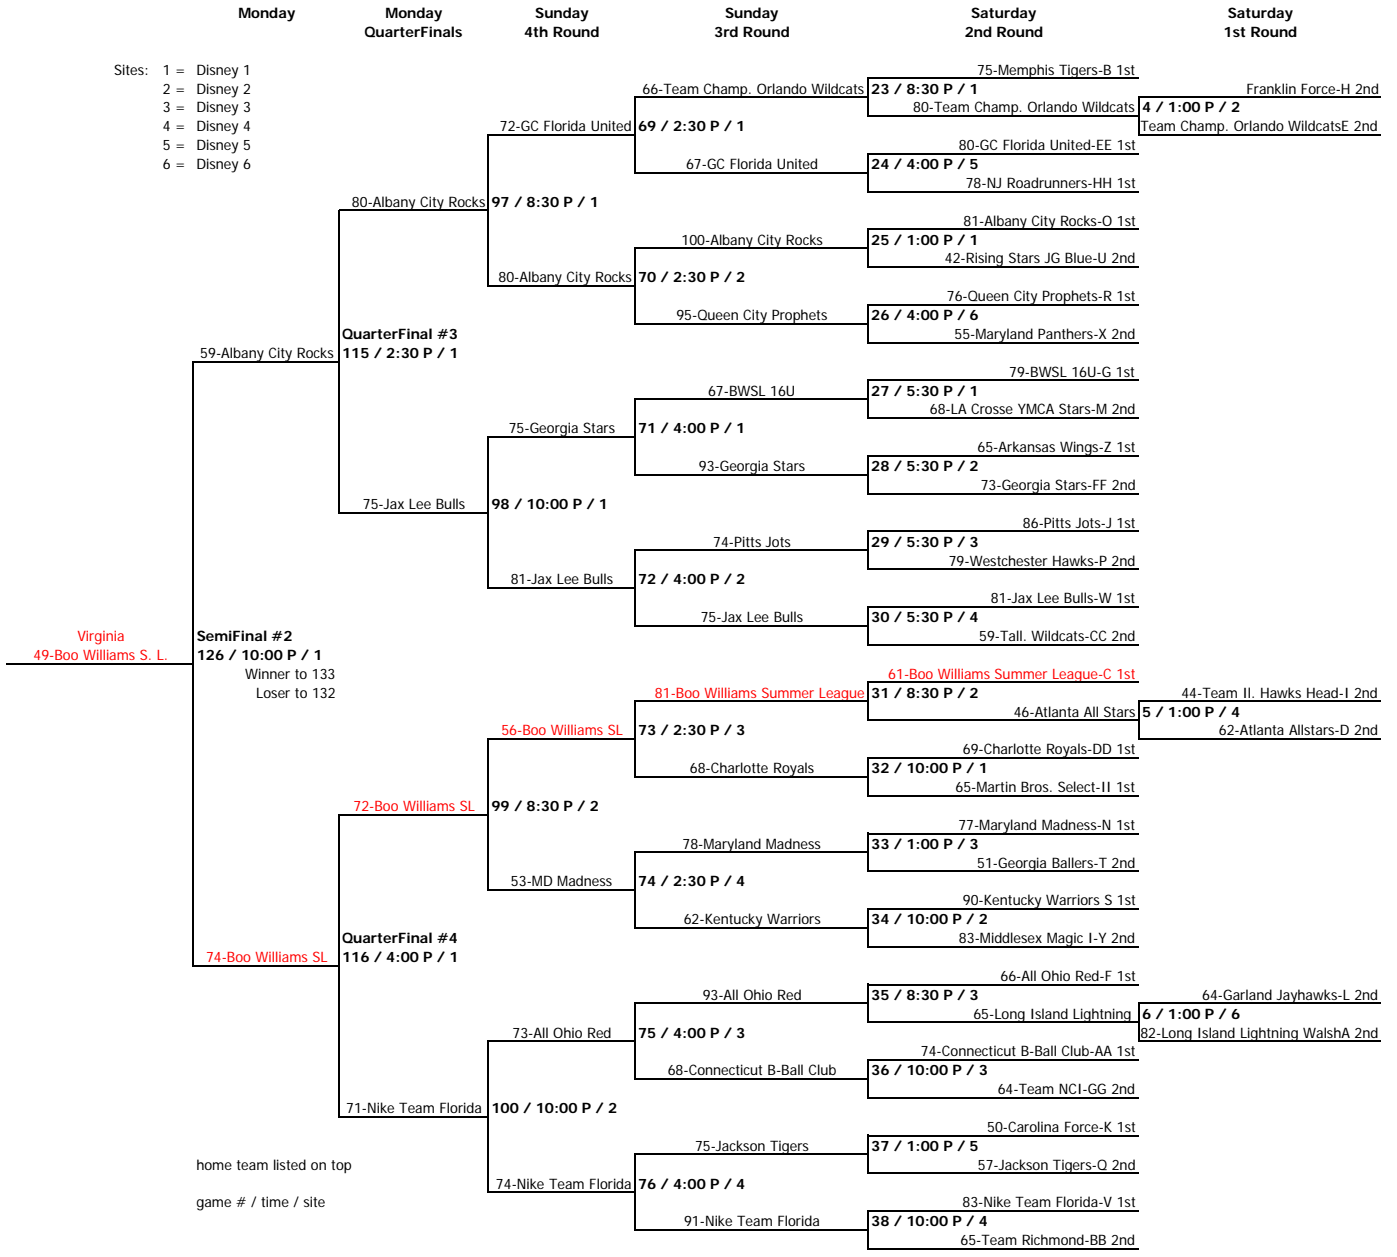 Monday Monday Sunday Sunday Saturday Saturday
QuarterFinals 4th Round 3rd Round 2nd Round 1st Round
Sites: 1 = Disney 1 75-Memphis Tigers-B 1st
2 = Disney 2 66-Team Champ. Orlando Wildcats 23 / 8:30 P / 1 Franklin Force-H 2nd
3 = Disney 3 80-Team Champ. Orlando Wildcats 4 / 1:00 P / 2
4 = Disney 4 72-GC Florida United 69 / 2:30 P / 1 Team Champ. Orlando WildcatsE 2nd
5 = Disney 5 80-GC Florida United-EE 1st
6 = Disney 6 67-GC Florida United 24 / 4:00 P / 5
78-NJ Roadrunners-HH 1st
80-Albany City Rocks 97 / 8:30 P / 1
81-Albany City Rocks-O 1st
100-Albany City Rocks 25 / 1:00 P / 1
42-Rising Stars JG Blue-U 2nd
80-Albany City Rocks 70 / 2:30 P / 2
76-Queen City Prophets-R 1st
95-Queen City Prophets 26 / 4:00 P / 6
QuarterFinal #3 55-Maryland Panthers-X 2nd
59-Albany City Rocks 115 / 2:30 P / 1
79-BWSL 16U-G 1st
67-BWSL 16U 27 / 5:30 P / 1
68-LA Crosse YMCA Stars-M 2nd
75-Georgia Stars 71 / 4:00 P / 1
65-Arkansas Wings-Z 1st
93-Georgia Stars 28 / 5:30 P / 2
73-Georgia Stars-FF 2nd
75-Jax Lee Bulls 98 / 10:00 P / 1
86-Pitts Jots-J 1st
74-Pitts Jots 29 / 5:30 P / 3
79-Westchester Hawks-P 2nd
81-Jax Lee Bulls 72 / 4:00 P / 2
81-Jax Lee Bulls-W 1st
75-Jax Lee Bulls 30 / 5:30 P / 4
Virginia SemiFinal #2 59-Tall. Wildcats-CC 2nd
49-Boo Williams S. L. 126 / 10:00 P / 1
Winner to 133 61-Boo Williams Summer League-C 1st
Loser to 132 81-Boo Williams Summer League 31 / 8:30 P / 2 44-Team Il. Hawks Head-I 2nd
46-Atlanta All Stars 5 / 1:00 P / 4
56-Boo Williams SL 73 / 2:30 P / 3 62-Atlanta Allstars-D 2nd
69-Charlotte Royals-DD 1st
68-Charlotte Royals 32 / 10:00 P / 1
65-Martin Bros. Select-II 1st
72-Boo Williams SL 99 / 8:30 P / 2
77-Maryland Madness-N 1st
78-Maryland Madness 33 / 1:00 P / 3
51-Georgia Ballers-T 2nd
53-MD Madness 74 / 2:30 P / 4
90-Kentucky Warriors S 1st
62-Kentucky Warriors 34 / 10:00 P / 2
QuarterFinal #4 83-Middlesex Magic I-Y 2nd
74-Boo Williams SL 116 / 4:00 P / 1
66-All Ohio Red-F 1st
93-All Ohio Red 35 / 8:30 P / 3 64-Garland Jayhawks-L 2nd
65-Long Island Lightning 6 / 1:00 P / 6
73-All Ohio Red 75 / 4:00 P / 3 82-Long Island Lightning WalshA 2nd
74-Connecticut B-Ball Club-AA 1st
68-Connecticut B-Ball Club 36 / 10:00 P / 3
64-Team NCI-GG 2nd
71-Nike Team Florida 100 / 10:00 P / 2
50-Carolina Force-K 1st
75-Jackson Tigers 37 / 1:00 P / 5
home team listed on top 57-Jackson Tigers-Q 2nd
74-Nike Team Florida 76 / 4:00 P / 4
game # / time / site 83-Nike Team Florida-V 1st
91-Nike Team Florida 38 / 10:00 P / 4
65-Team Richmond-BB 2nd